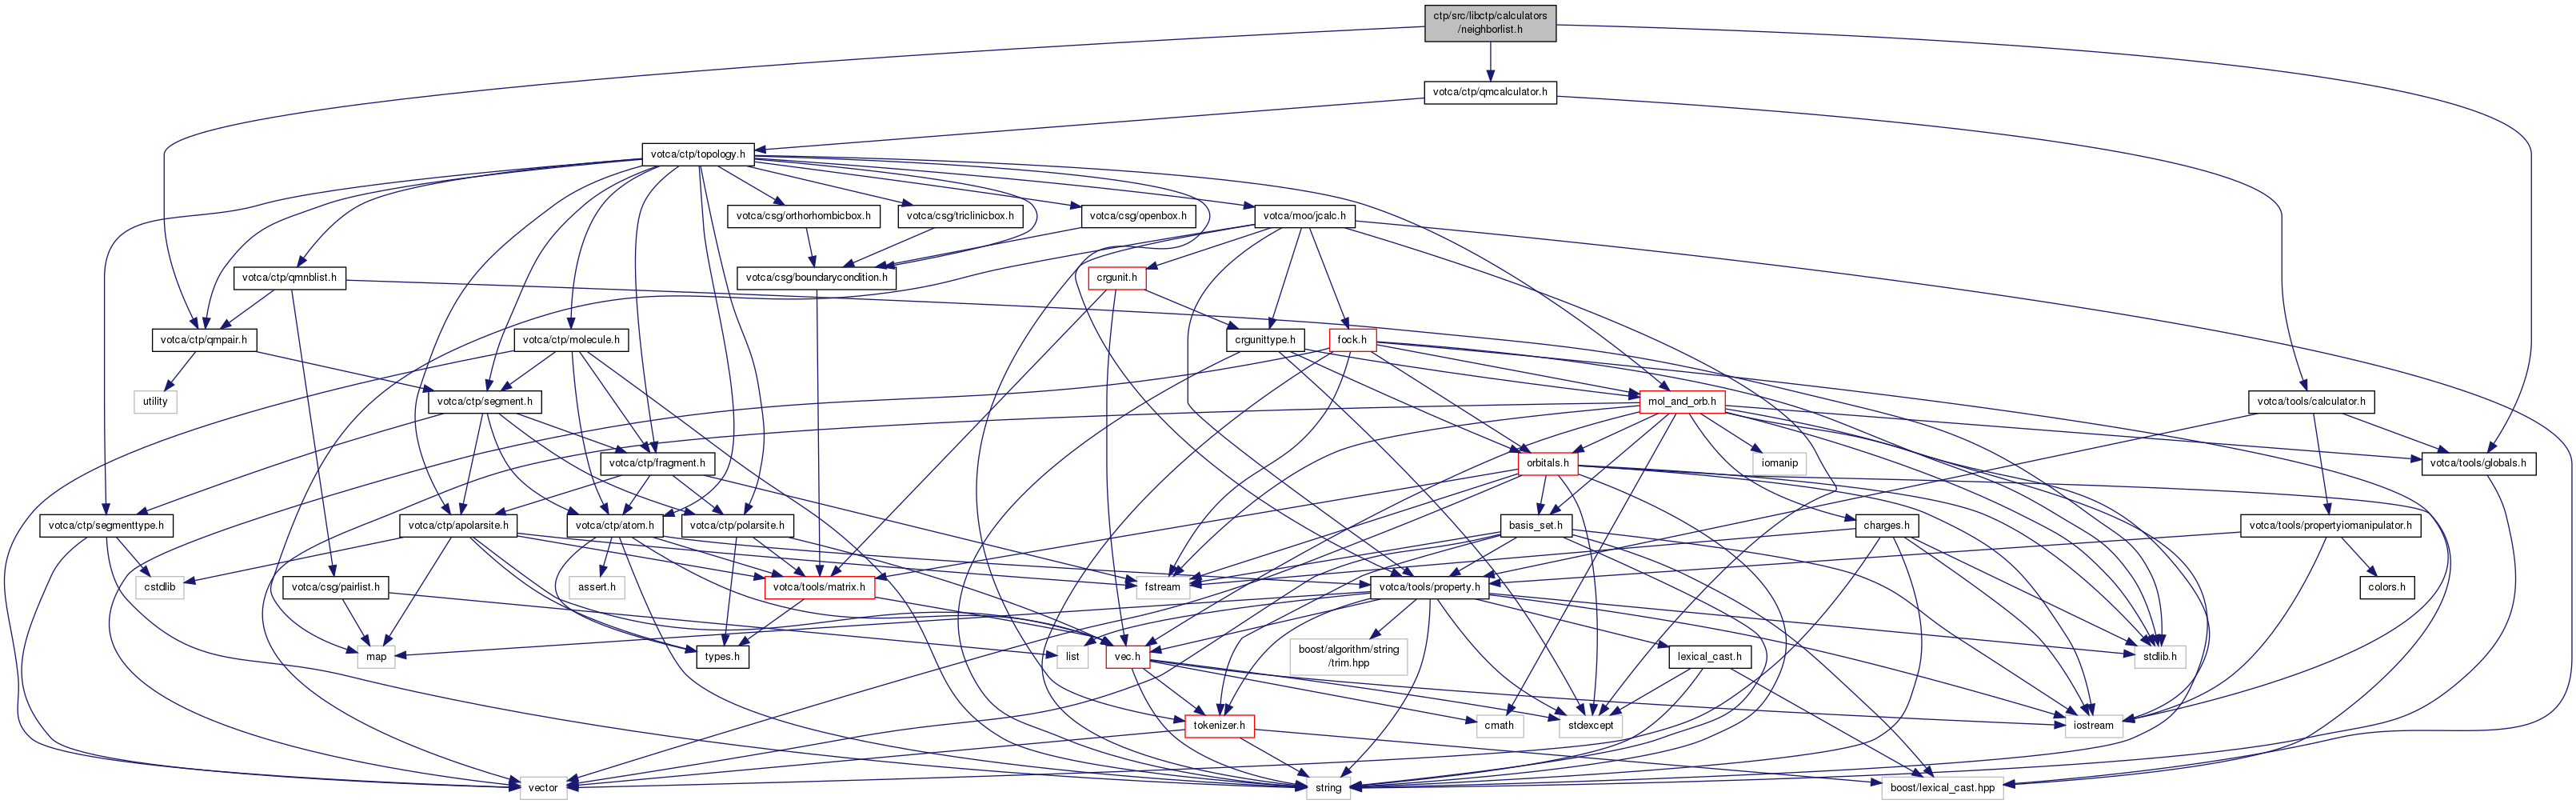 ctp/src/libctp/calculators
/neighborlist.h
votca/ctp/qmcalculator.h
votca/ctp/topology.h
votca/csg/orthorhombicbox.h
votca/csg/triclinicbox.h
votca/csg/openbox.h
votca/moo/jcalc.h
votca/ctp/qmnblist.h
votca/csg/boundarycondition.h
crgunit.h
votca/ctp/qmpair.h
votca/ctp/molecule.h
crgunittype.h
fock.h
utility
votca/ctp/segment.h
mol_and_orb.h
votca/tools/calculator.h
votca/ctp/fragment.h
orbitals.h
iomanip
votca/tools/globals.h
votca/ctp/segmenttype.h
votca/ctp/apolarsite.h
votca/ctp/atom.h
votca/ctp/polarsite.h
basis_set.h
charges.h
votca/tools/propertyiomanipulator.h
cstdlib
votca/csg/pairlist.h
assert.h
votca/tools/matrix.h
fstream
votca/tools/property.h
colors.h
map
types.h
list
vec.h
boost/algorithm/string
/trim.hpp
lexical_cast.h
stdlib.h
tokenizer.h
cmath
stdexcept
iostream
vector
string
boost/lexical_cast.hpp